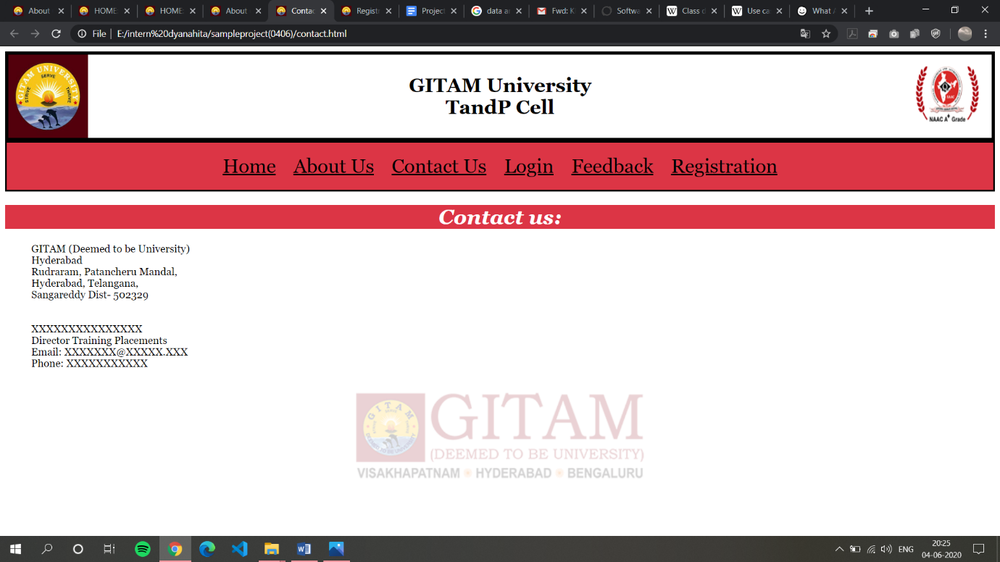 About
HOME
HOME
About
Contac
Registr
Project
data an
Fwd: K
Softwa
Class d
Use ca
What A
File
E:/intern%20dyanahita/sampleproject(0406)/contact.html
GITAM UNIVERSITY
STRIVE SERVE THRIVE
GITAM University
TandP Cell
NAAC A+ Grade
Home About Us Contact Us Login Feedback Registration
Contact us:
GITAM (Deemed to be University)
Hyderabad
Rudraram, Patancheru Mandal,
Hyderabad, Telangana,
Sangareddy Dist- 502329
XXXXXXXXXXXXXXX
Director Training Placements
Email: XXXXXXX@XXXXX.XXX
Phone: XXXXXXXXXXX
GITAM
GITAM
(DEEMED TO BE UNIVERSITY)
VISAKHAPATNAM HYDERABAD BENGALURU
ENG
20:25
04-06-2020